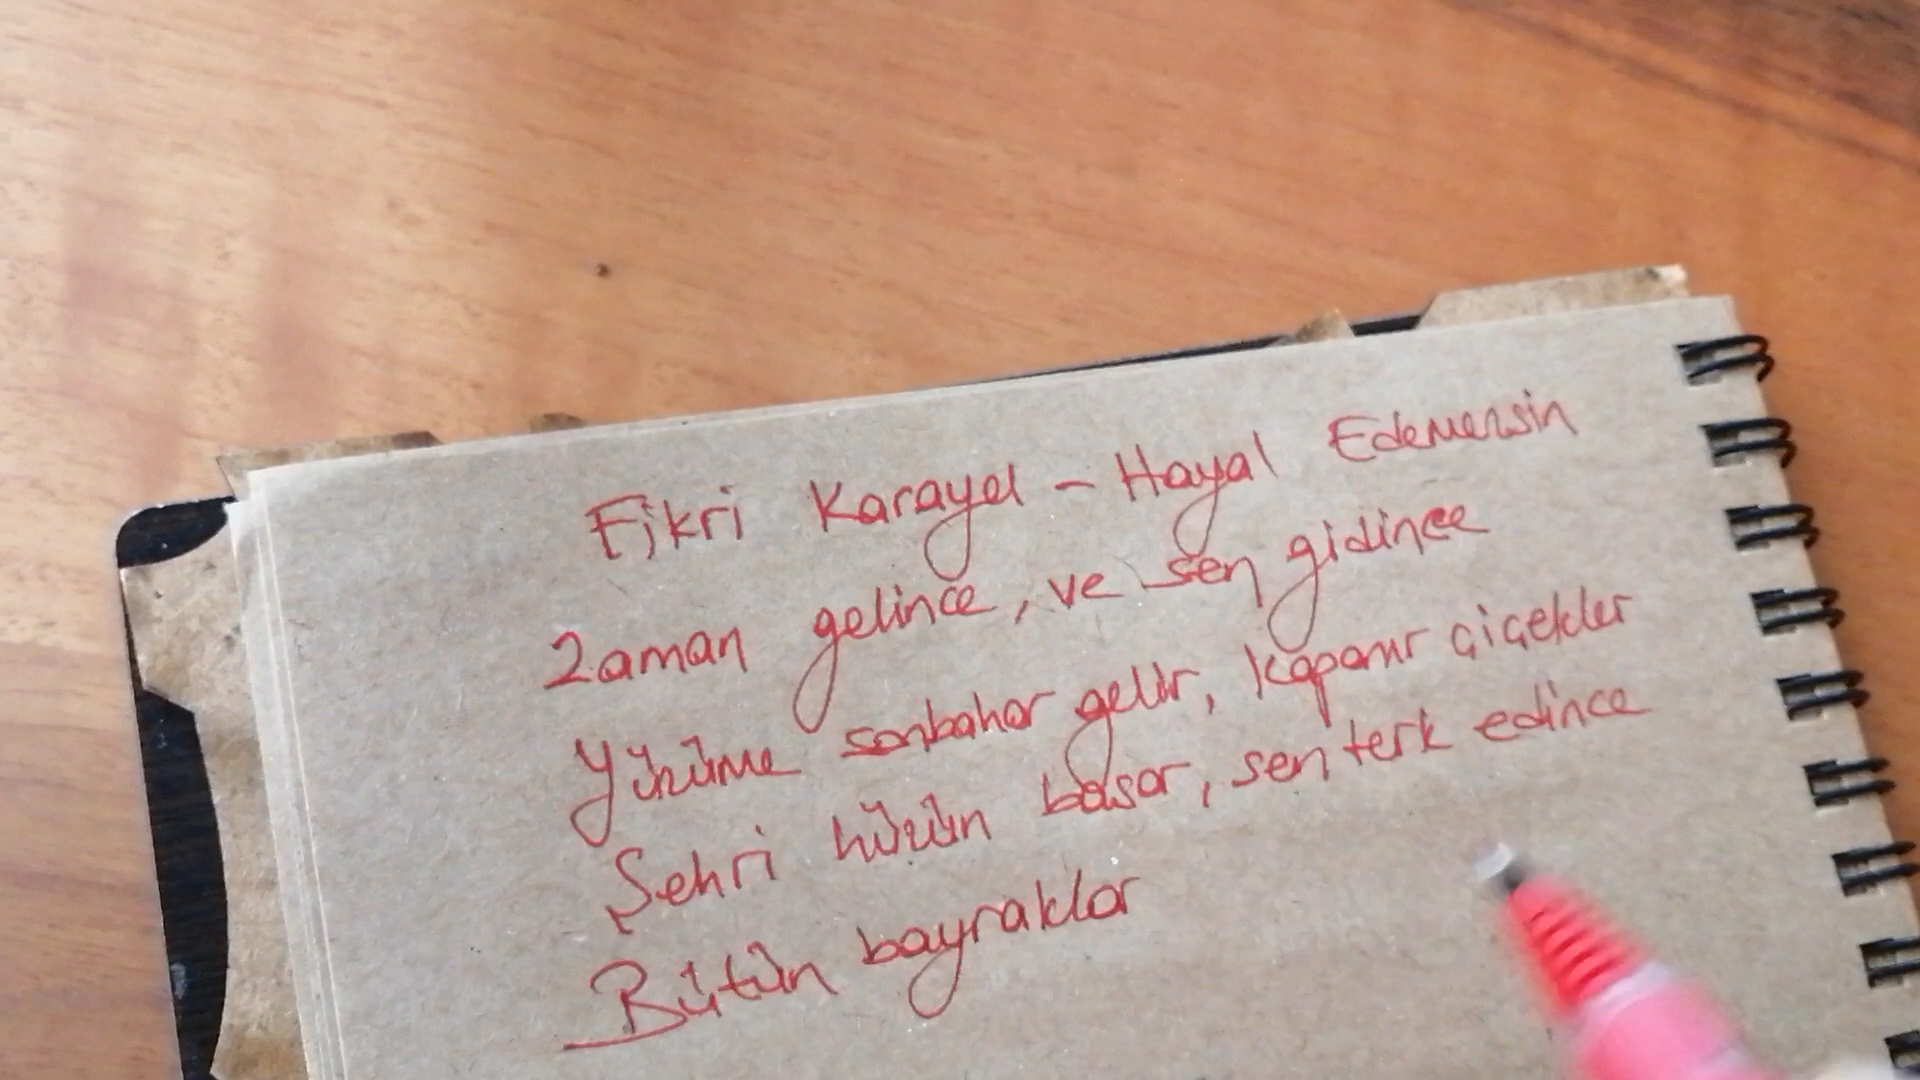 Fikri Karayel - Hayal Edemezsin
Zaman gelince, ve sen gidince
Yüzüme sonbahar gelir, kapanır çiçekler
Şehri hüzün basar, sen terk edince
Bütün bayraklar